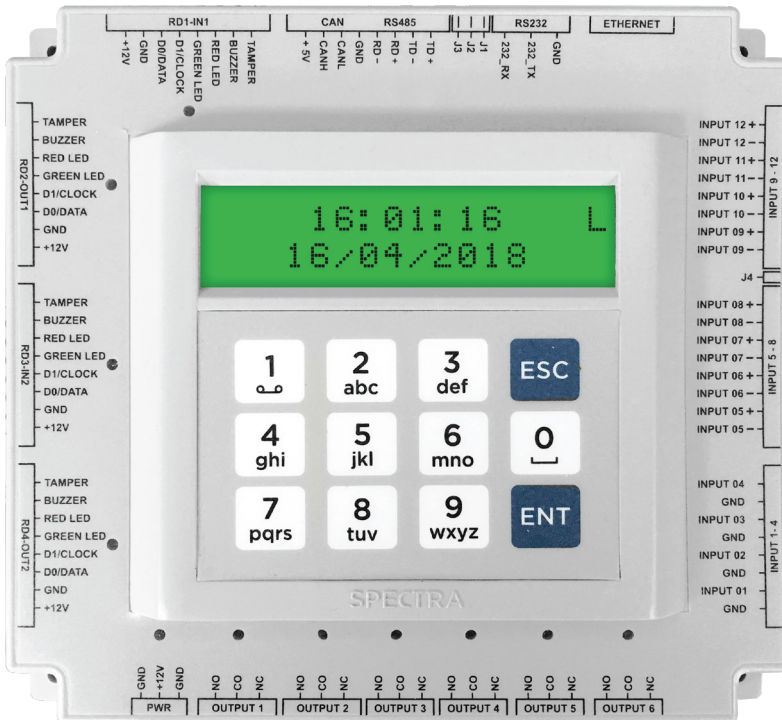 RD1-IN1
+12V
GND
D0/DATA
D1/CLOCK
GREEN LED
RED LED
BUZZER
TAMPER
CAN RS485
+ 5V
CANH
CANL
GND
RD -
RD +
TD -
TD +
J3
J2
J1
RS232
232_RX
232_TX
GND
ETHERNET
RD2-OUT1
TAMPER
BUZZER
RED LED
GREEN LED
D1/CLOCK
D0/DATA
GND
+12V
RD3-IN2
TAMPER
BUZZER
RED LED
GREEN LED
D1/CLOCK
D0/DATA
GND
+12V
RD4-OUT2
TAMPER
BUZZER
RED LED
GREEN LED
D1/CLOCK
D0/DATA
GND
+12V
16:01:16 L
16/04/2018
1
2 abc
3 def
ESC
4 ghi
5 jkl
6 mno
0
7 pqrs
8 tuv
9 wxyz
ENT
SPECTRA
INPUT 9 - 12
INPUT 12 +
INPUT 12 -
INPUT 11 +
INPUT 11 -
INPUT 10 +
INPUT 10 -
INPUT 09 +
INPUT 09 -
J4
INPUT 5 - 8
INPUT 08 +
INPUT 08 -
INPUT 07 +
INPUT 07 -
INPUT 06 +
INPUT 06 -
INPUT 05 +
INPUT 05 -
INPUT 1 - 4
INPUT 04
GND
INPUT 03
GND
INPUT 02
GND
INPUT 01
GND
GND
+12V
GND
PWR
NO
CO
NC
OUTPUT 1
NO
CO
NC
OUTPUT 2
NO
CO
NC
OUTPUT 3
NO
CO
NC
OUTPUT 4
NO
CO
NC
OUTPUT 5
NO
CO
NC
OUTPUT 6